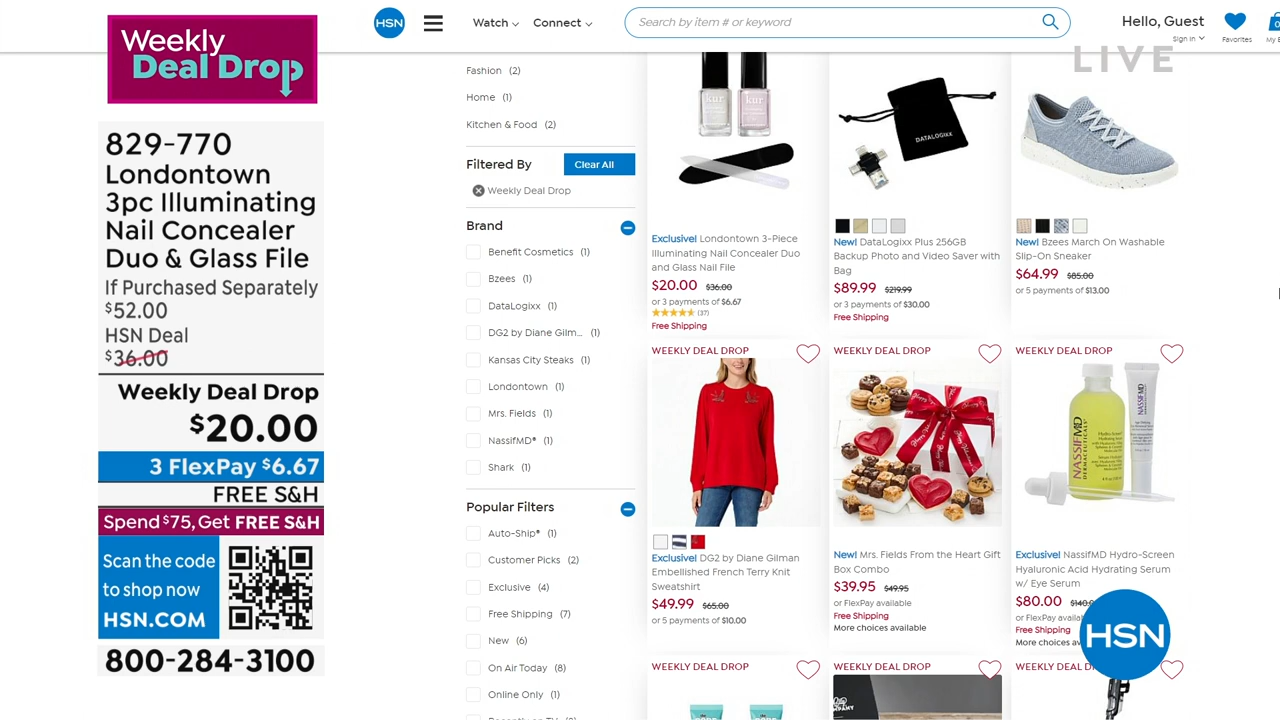 Weekly
Deal Drop
829-770
Londontown
3pc Illuminating
Nail Concealer
Duo & Glass File
If Purchased Separately
$52.00
HSN Deal
$36.00
Weekly Deal Drop
$20.00
3 FlexPay $6.67
FREE S&H
Spend $75, Get FREE S&H
Scan the code
to shop now
HSN.COM
800-284-3100
HSN
Watch
Connect
Search by item # or keyword
Hello, Guest
Sign In
Favorites
LIVE
Fashion (2)
Home (1)
Kitchen & Food (2)
Filtered By
Clear All
Weekly Deal Drop
Brand
Benefit Cosmetics (1)
Bzees (1)
DataLogixx (1)
DG2 by Diane Gilm... (1)
Kansas City Steaks (1)
Londontown (1)
Mrs. Fields (1)
NassifMD® (1)
Shark (1)
Popular Filters
Auto-Ship® (1)
Customer Picks (2)
Exclusive (4)
Free Shipping (7)
New (6)
On Air Today (8)
Online Only (1)
kur
kur
Exclusive! Londontown 3-Piece
Illuminating Nail Concealer Duo
and Glass Nail File
$20.00 $36.00
or 3 payments of $6.67
(37)
Free Shipping
DATALOGIXX
New! DataLogixx Plus 256GB
Backup Photo and Video Saver with
Bag
$89.99 $219.99
or 3 payments of $30.00
Free Shipping
New! Bzees March On Washable
Slip-On Sneaker
$64.99 $85.00
or 5 payments of $13.00
WEEKLY DEAL DROP
Exclusive! DG2 by Diane Gilman
Embellished French Terry Knit
Sweatshirt
$49.99 $65.00
or 5 payments of $10.00
WEEKLY DEAL DROP
New! Mrs. Fields From the Heart Gift
Box Combo
$39.95 $49.95
or FlexPay available
Free Shipping
More choices available
WEEKLY DEAL DROP
NASSIFMD
DERMACEUTICALS
NASSIFMD
Exclusive! NassifMD Hydro-Screen
Hyaluronic Acid Hydrating Serum
w/ Eye Serum
$80.00
or FlexPay
Free Shipping
More choices
HSN
WEEKLY DEAL DROP
WEEKLY DEAL DROP
WEEKLY